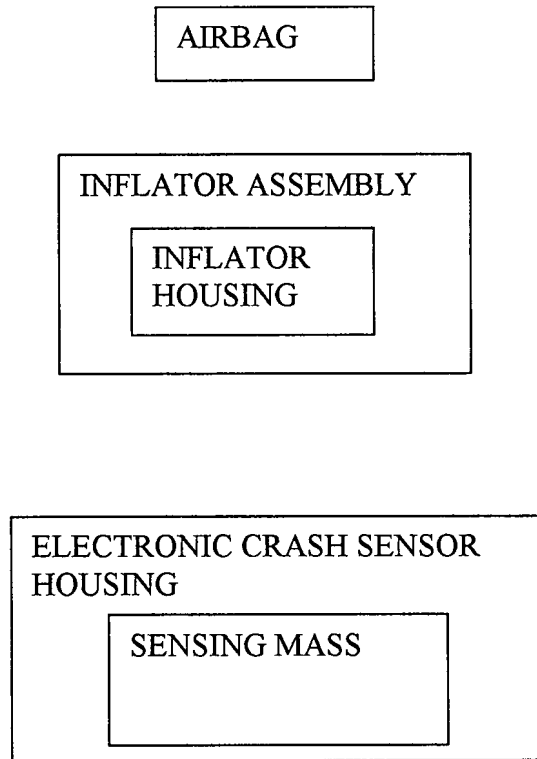 AIRBAG
INFLATOR ASSEMBLY
INFLATOR
HOUSING
ELECTRONIC CRASH SENSOR
HOUSING
SENSING MASS